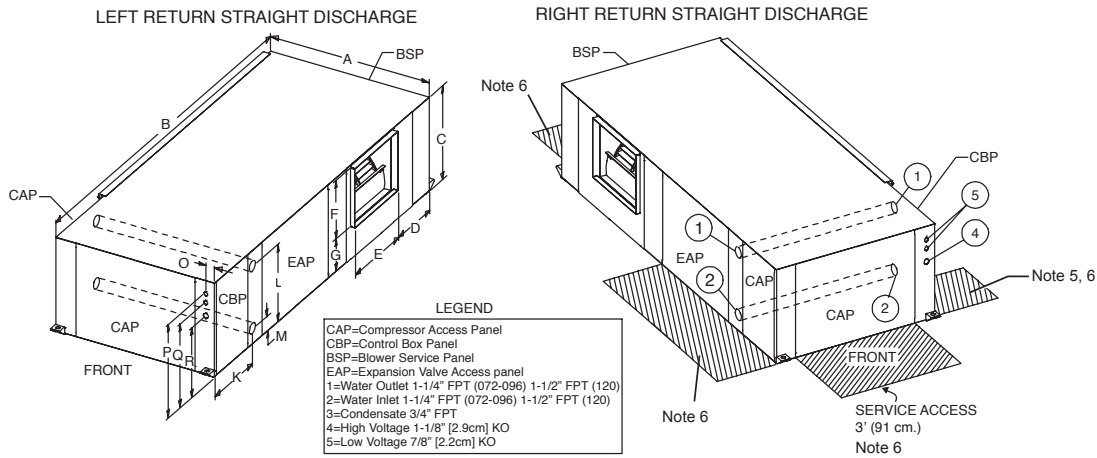 LEFT RETURN STRAIGHT DISCHARGE
RIGHT RETURN STRAIGHT DISCHARGE
A
BSP
B
C
CAP
F
D
G
E
O
EAP
CBP
L
CAP
M
P
Q
R
K
FRONT
LEGEND
CAP=Compressor Access Panel
CBP=Control Box Panel
BSP=Blower Service Panel
EAP=Expansion Valve Access panel
1=Water Outlet 1-1/4" FPT (072-096) 1-1/2" FPT (120)
2=Water Inlet 1-1/4" FPT (072-096) 1-1/2" FPT (120)
3=Condensate 3/4" FPT
4=High Voltage 1-1/8" [2.9cm] KO
5=Low Voltage 7/8" [2.2cm] KO
BSP
Note 6
CBP
1
5
4
1
EAP
CAP
2
2
Note 5, 6
CAP
FRONT
Note 6
SERVICE ACCESS
3' (91 cm.)
Note 6